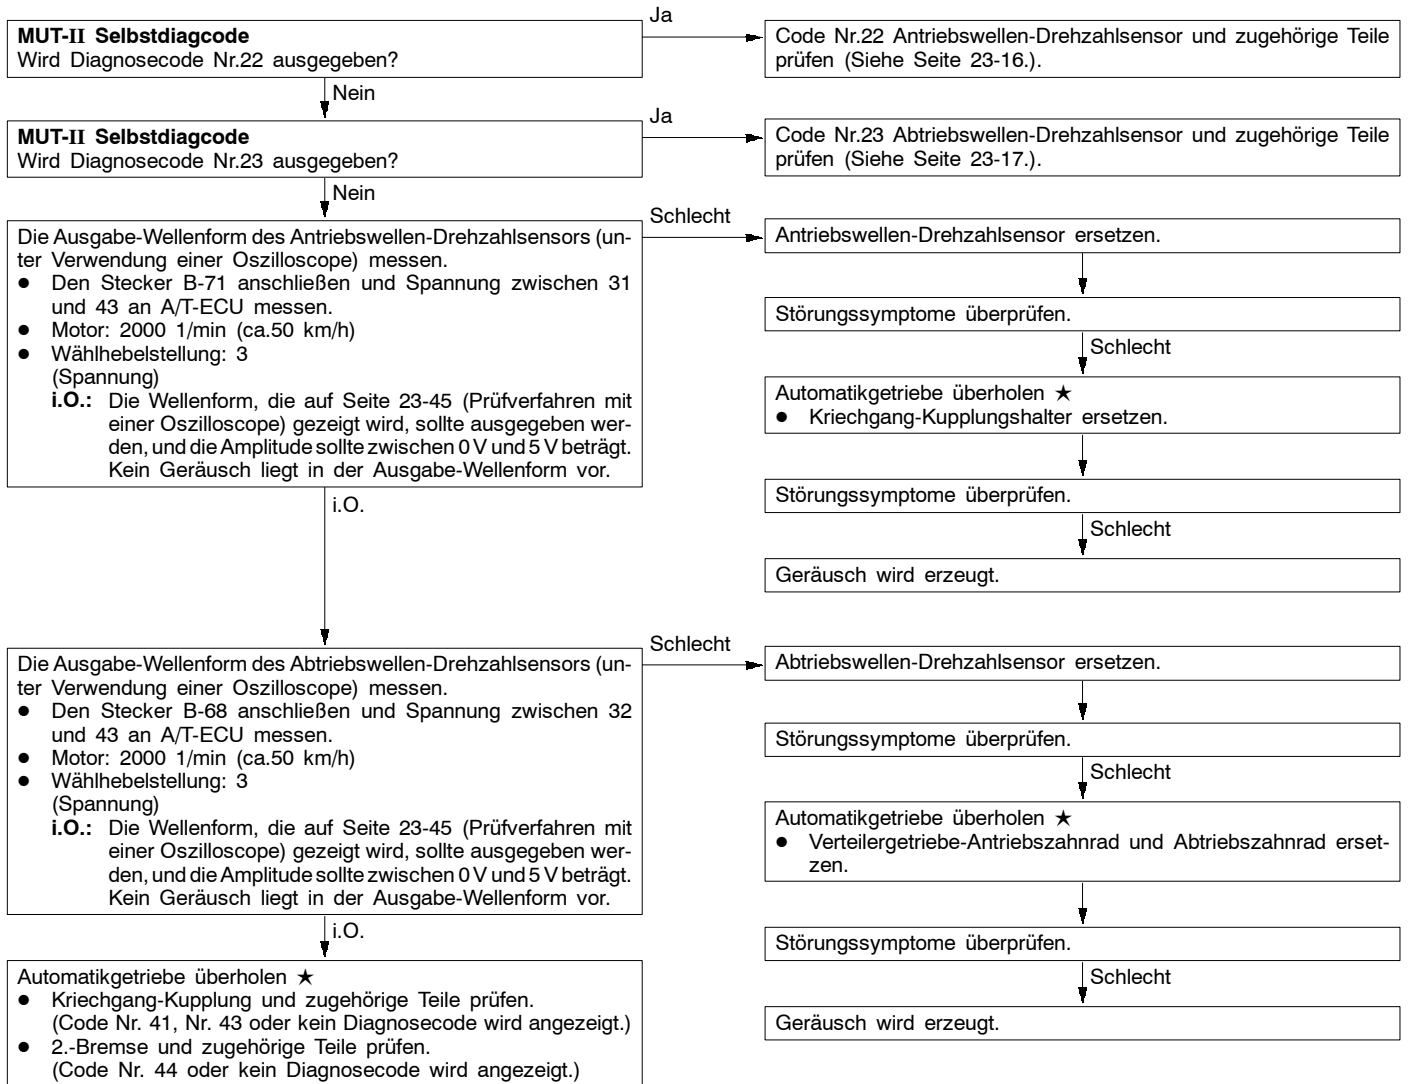 MUT-II Selbstdiagcode
Wird Diagnosecode Nr.22 ausgegeben?
Ja
Code Nr.22 Antriebswellen-Drehzahlsensor und zugehörige Teile
prüfen (Siehe Seite 23-16.).
Nein
MUT-II Selbstdiagcode
Wird Diagnosecode Nr.23 ausgegeben?
Ja
Code Nr.23 Abtriebswellen-Drehzahlsensor und zugehörige Teile
prüfen (Siehe Seite 23-17.).
Nein
Die Ausgabe-Wellenform des Antriebswellen-Drehzahlsensors (un-
ter Verwendung einer Oszilloscope) messen.
● Den Stecker B-71 anschließen und Spannung zwischen 31
und 43 an A/T-ECU messen.
● Motor: 2000 1/min (ca.50 km/h)
● Wählhebelstellung: 3
(Spannung)
i.O.: Die Wellenform, die auf Seite 23-45 (Prüfverfahren mit
einer Oszilloscope) gezeigt wird, sollte ausgegeben wer-
den, und die Amplitude sollte zwischen 0 V und 5 V beträgt.
Kein Geräusch liegt in der Ausgabe-Wellenform vor.
Schlecht
Antriebswellen-Drehzahlsensor ersetzen.
Störungssymptome überprüfen.
Schlecht
Automatikgetriebe überholen ★
● Kriechgang-Kupplungshalter ersetzen.
Störungssymptome überprüfen.
Schlecht
Geräusch wird erzeugt.
i.O.
Die Ausgabe-Wellenform des Abtriebswellen-Drehzahlsensors (un-
ter Verwendung einer Oszilloscope) messen.
● Den Stecker B-68 anschließen und Spannung zwischen 32
und 43 an A/T-ECU messen.
● Motor: 2000 1/min (ca.50 km/h)
● Wählhebelstellung: 3
(Spannung)
i.O.: Die Wellenform, die auf Seite 23-45 (Prüfverfahren mit
einer Oszilloscope) gezeigt wird, sollte ausgegeben wer-
den, und die Amplitude sollte zwischen 0 V und 5 V beträgt.
Kein Geräusch liegt in der Ausgabe-Wellenform vor.
Schlecht
Abtriebswellen-Drehzahlsensor ersetzen.
Störungssymptome überprüfen.
Schlecht
Automatikgetriebe überholen ★
● Verteilergetriebe-Antriebszahnrad und Abtriebszahnrad erset-
zen.
Störungssymptome überprüfen.
Schlecht
Geräusch wird erzeugt.
i.O.
Automatikgetriebe überholen ★
● Kriechgang-Kupplung und zugehörige Teile prüfen.
(Code Nr. 41, Nr. 43 oder kein Diagnosecode wird angezeigt.)
● 2.-Bremse und zugehörige Teile prüfen.
(Code Nr. 44 oder kein Diagnosecode wird angezeigt.)